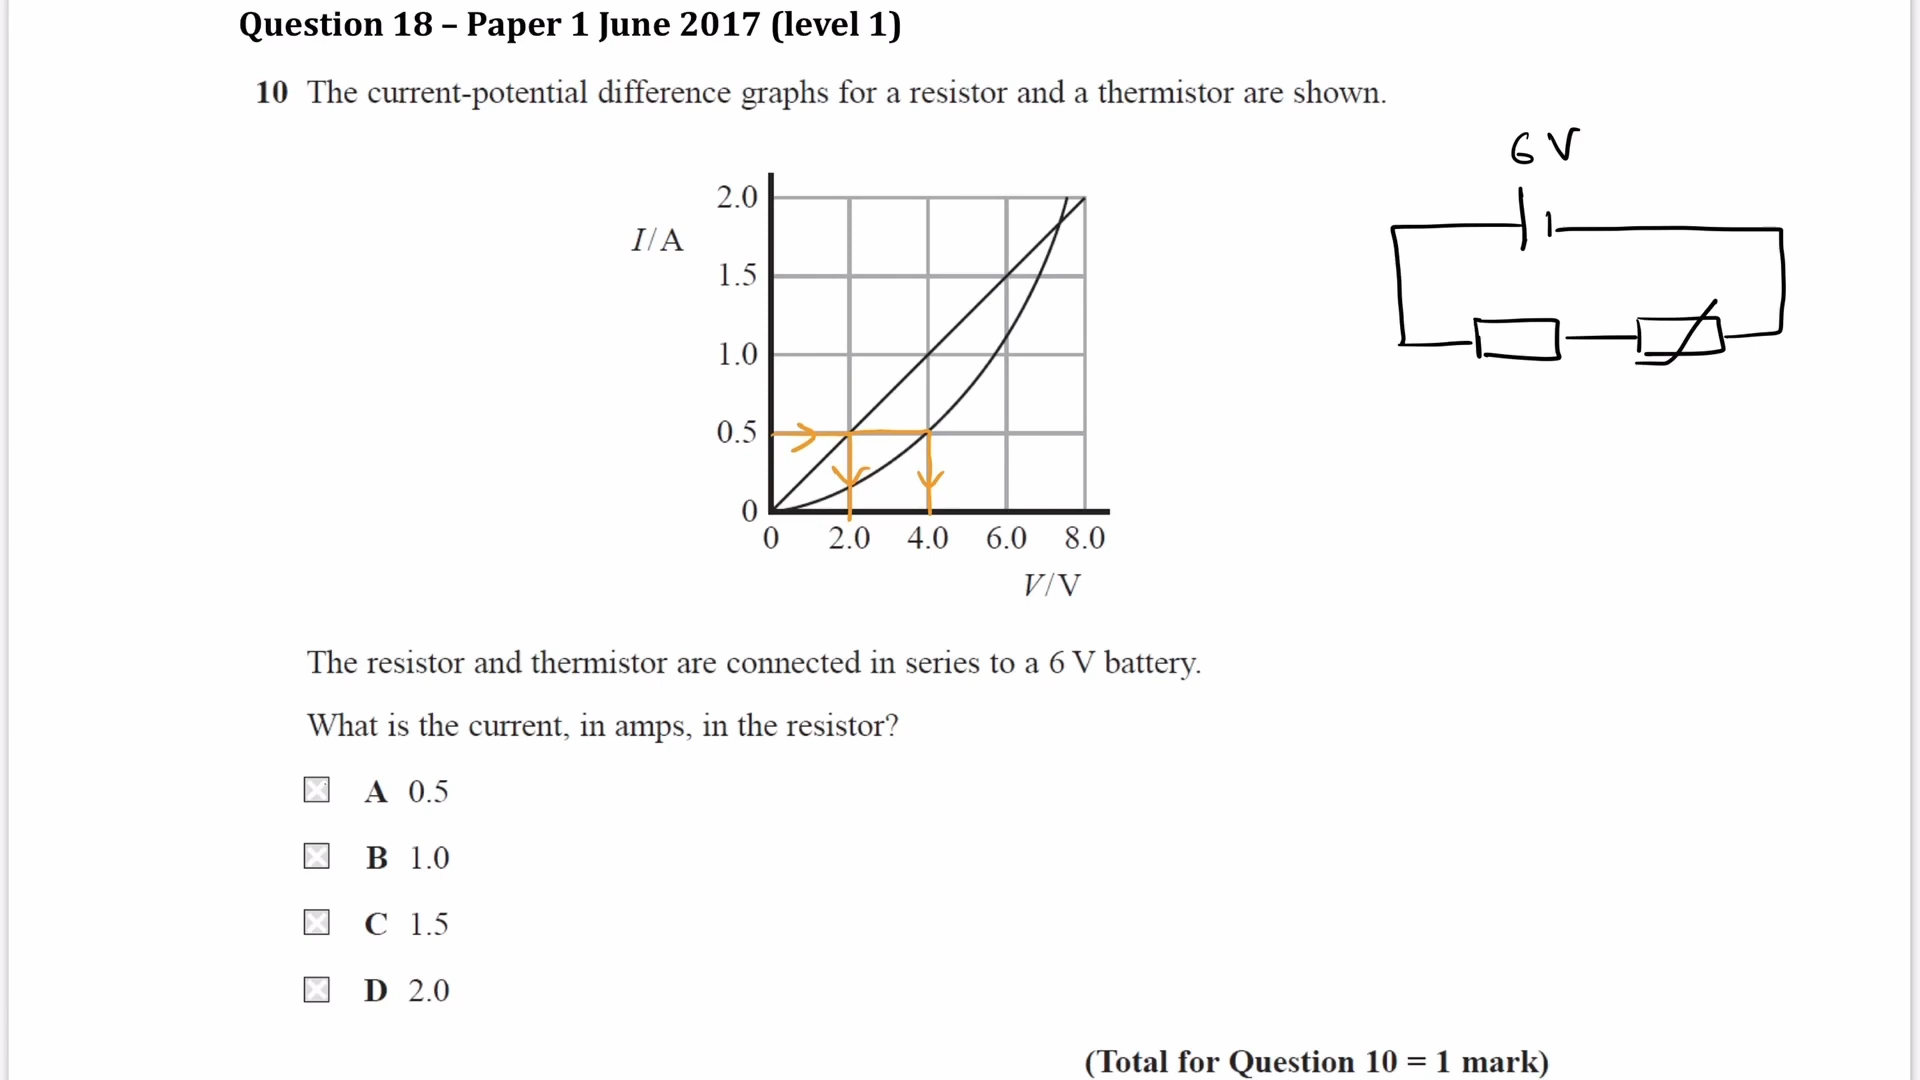 Question 18 – Paper 1 June 2017 (level 1)
10 The current-potential difference graphs for a resistor and a thermistor are shown.
6 V
2.0
I/A
1.5
1.0
0.5
0
0 2.0 4.0 6.0 8.0
V/V
The resistor and thermistor are connected in series to a 6 V battery.
What is the current, in amps, in the resistor?
A 0.5
B 1.0
C 1.5
D 2.0
(Total for Question 10 = 1 mark)